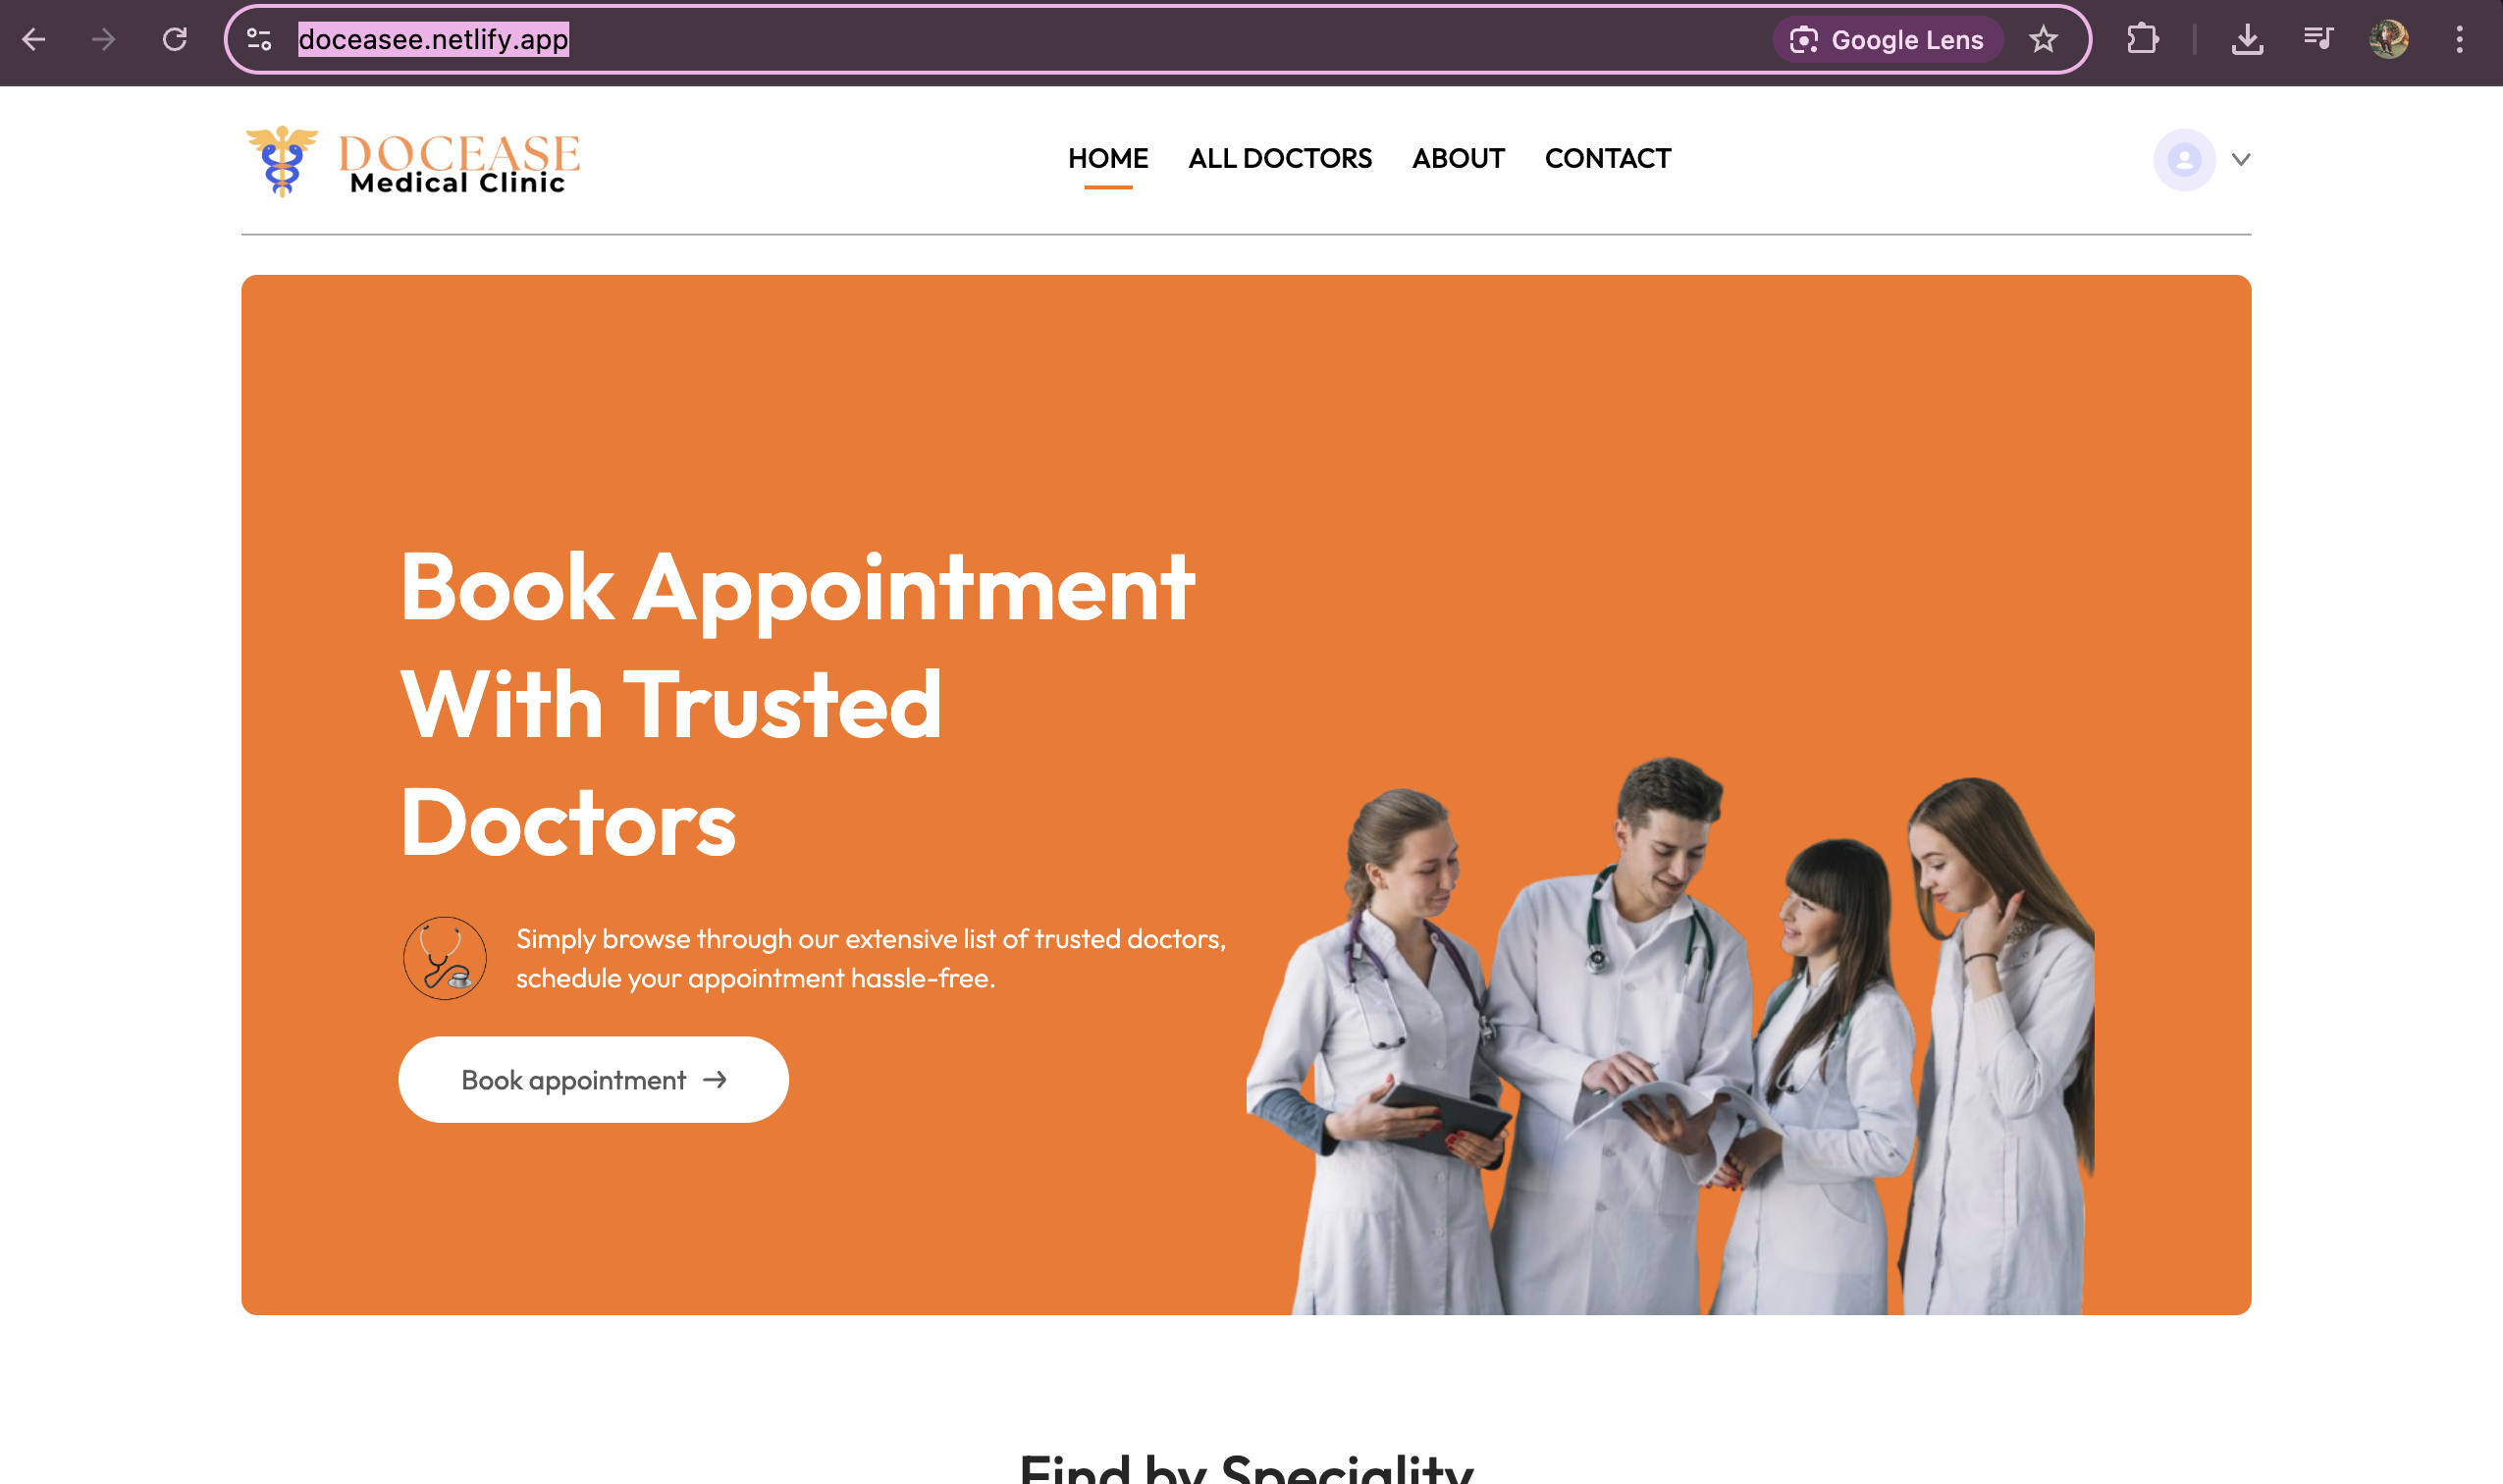 doceasee.netlify.app
Google Lens
DOCEASE
Medical Clinic
HOME
ALL DOCTORS
ABOUT
CONTACT
Book Appointment
With Trusted
Doctors
Simply browse through our extensive list of trusted doctors,
schedule your appointment hassle-free.
Book appointment →
Find by Speciality